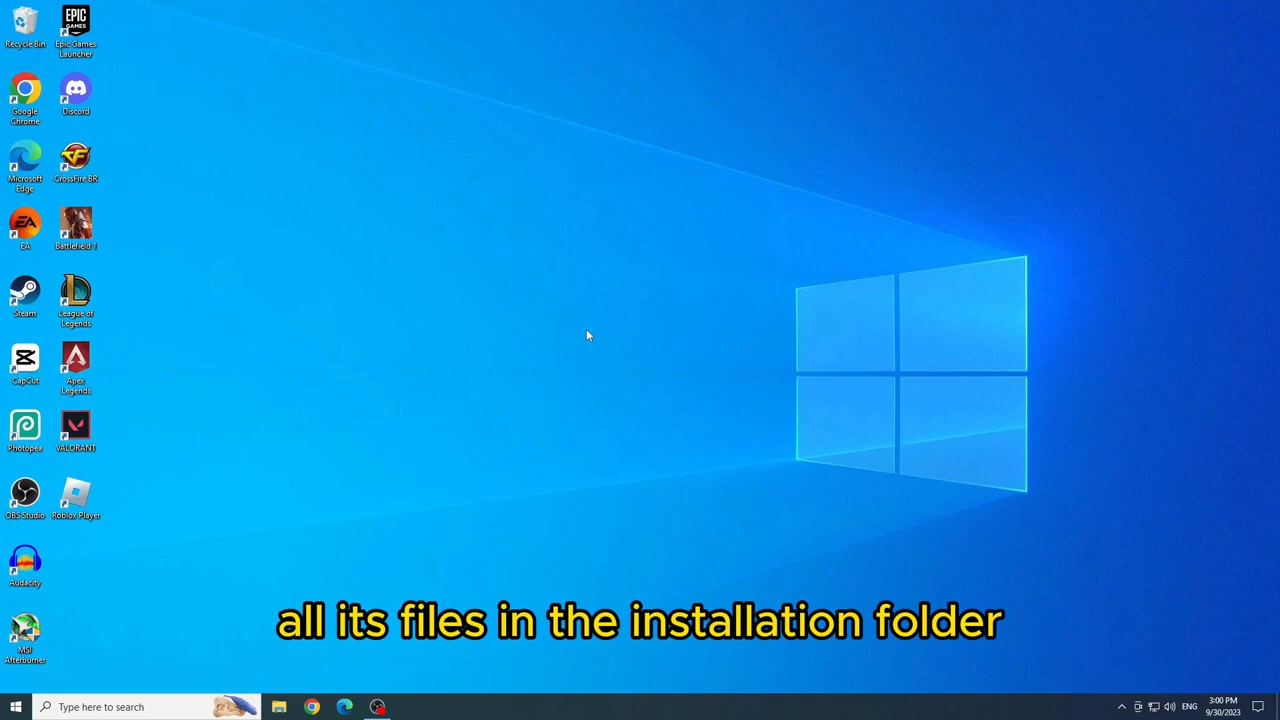 Recycle Bin
EPIC GAMES
Epic Games Launcher
Google Chrome
Discord
Microsoft Edge
CF
CrossFire BR
EA
EA
Battlefield 1
Steam
League of Legends
CapCut
Apex Legends
Photopea
VALORANT
OBS Studio
Roblox Player
Audacity
MSI Afterburner
all its files in the installation folder
Type here to search
ENG
3:00 PM
9/30/2023